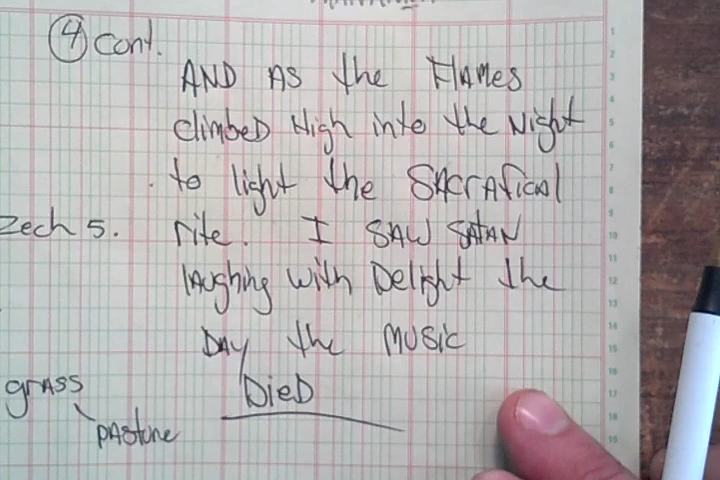 ④ cont.
AND AS the Flames
climbeD High into the Night
to light the SAcrAfical
Zech 5. rite. I SAW SATAN
lAughing with Delight the
DAY the MUSic
DieD
grASS
pASture